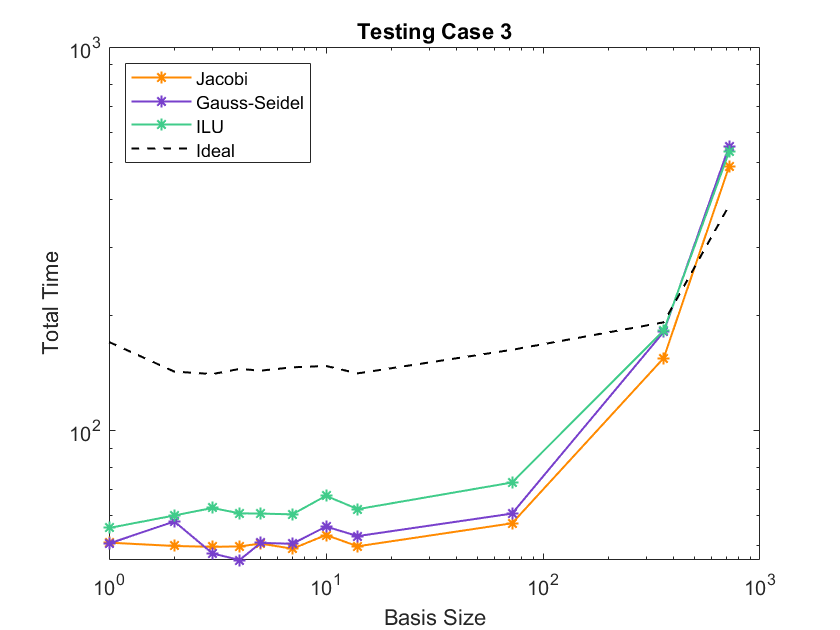 Testing Case 3
10^3
Jacobi
Gauss-Seidel
ILU
Ideal
Total Time
10^2
10^0
10^1
10^2
10^3
Basis Size